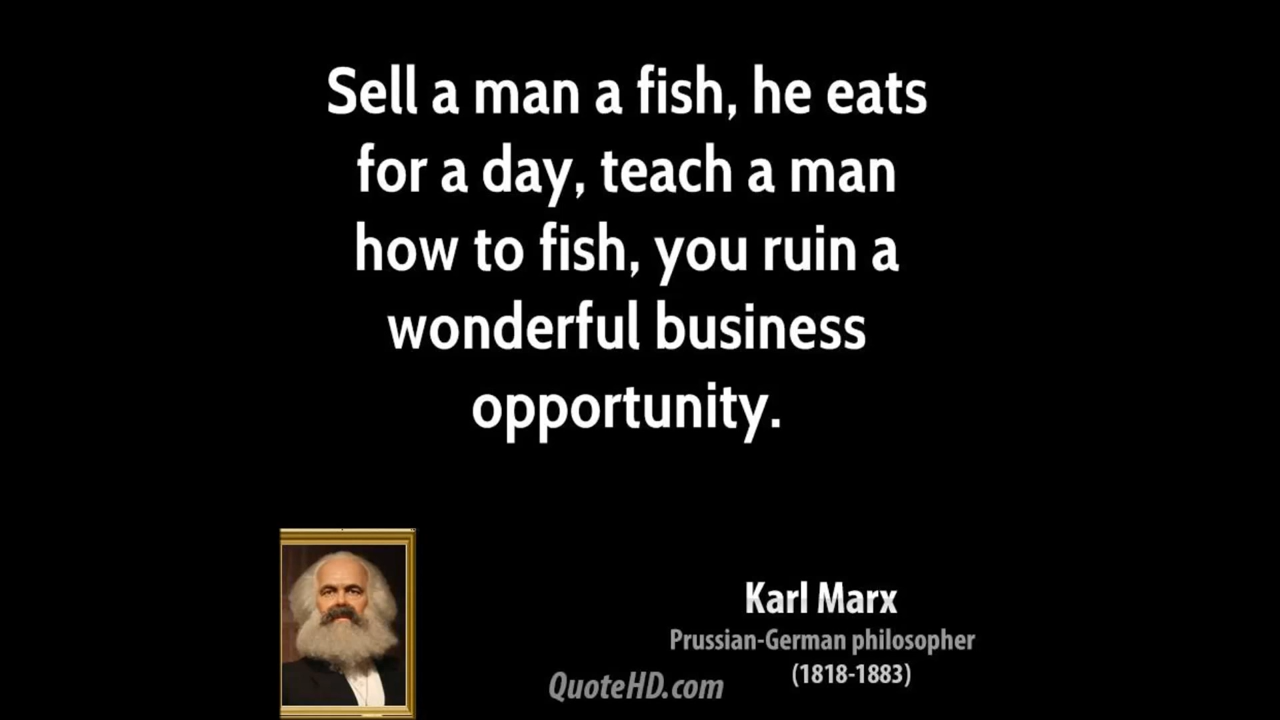 Sell a man a fish, he eats
for a day, teach a man
how to fish, you ruin a
wonderful business
opportunity.
Karl Marx
Prussian-German philosopher
(1818-1883)
QuoteHD.com